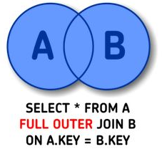 A B
SELECT * FROM A
FULL OUTER JOIN B
ON A.KEY = B.KEY